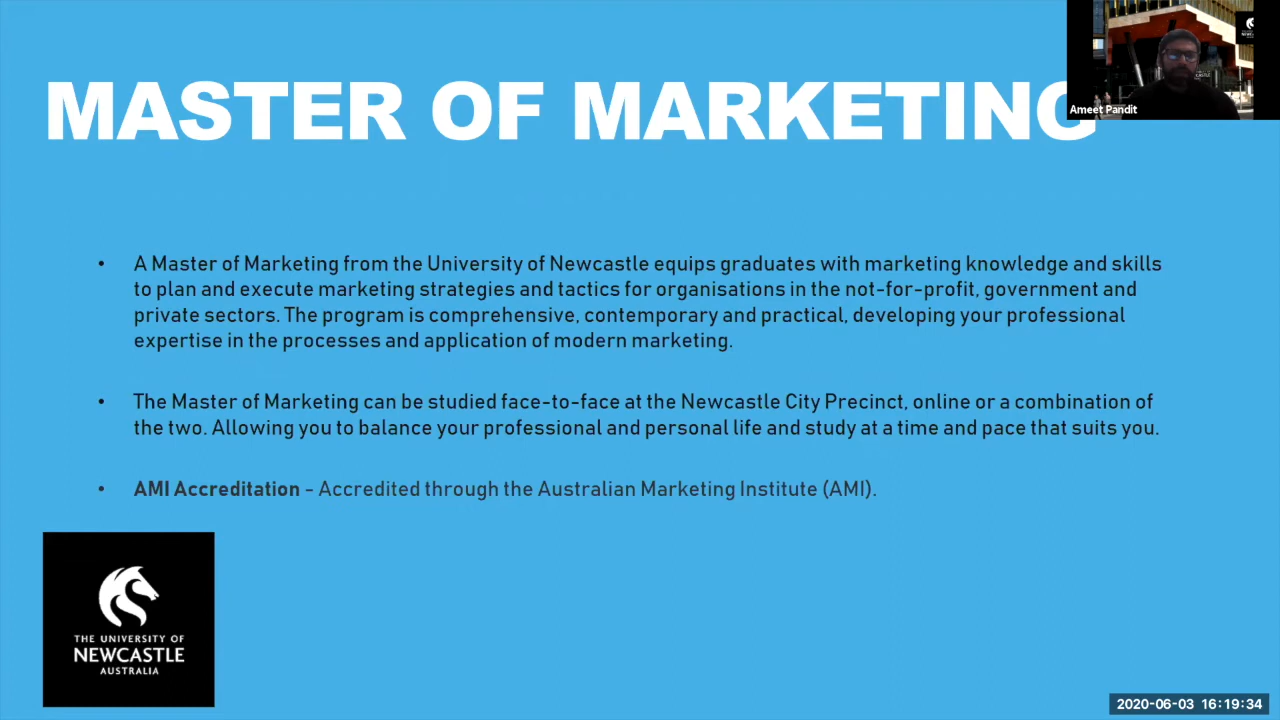 MASTER OF MARKETING
Ameet Pandit
• A Master of Marketing from the University of Newcastle equips graduates with marketing knowledge and skills
to plan and execute marketing strategies and tactics for organisations in the not-for-profit, government and
private sectors. The program is comprehensive, contemporary and practical, developing your professional
expertise in the processes and application of modern marketing.
• The Master of Marketing can be studied face-to-face at the Newcastle City Precinct, online or a combination of
the two. Allowing you to balance your professional and personal life and study at a time and pace that suits you.
• AMI Accreditation - Accredited through the Australian Marketing Institute (AMI).
THE UNIVERSITY OF
NEWCASTLE
AUSTRALIA
2020-06-03 16:19:34